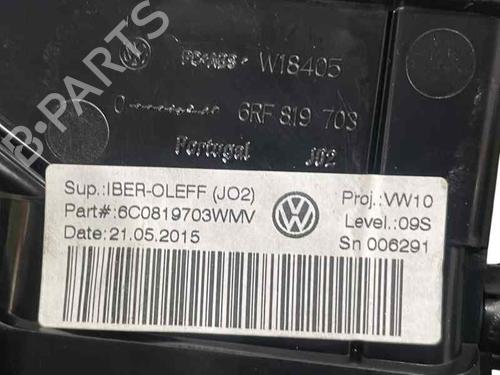 B-PARTS
W18405
6RF 819 703
Portugal JO2
Sup.:IBER-OLEFF (JO2)
Part#:6C0819703WMV
Date: 21.05.2015
Proj.:VW10
Level.:09S
Sn 006291